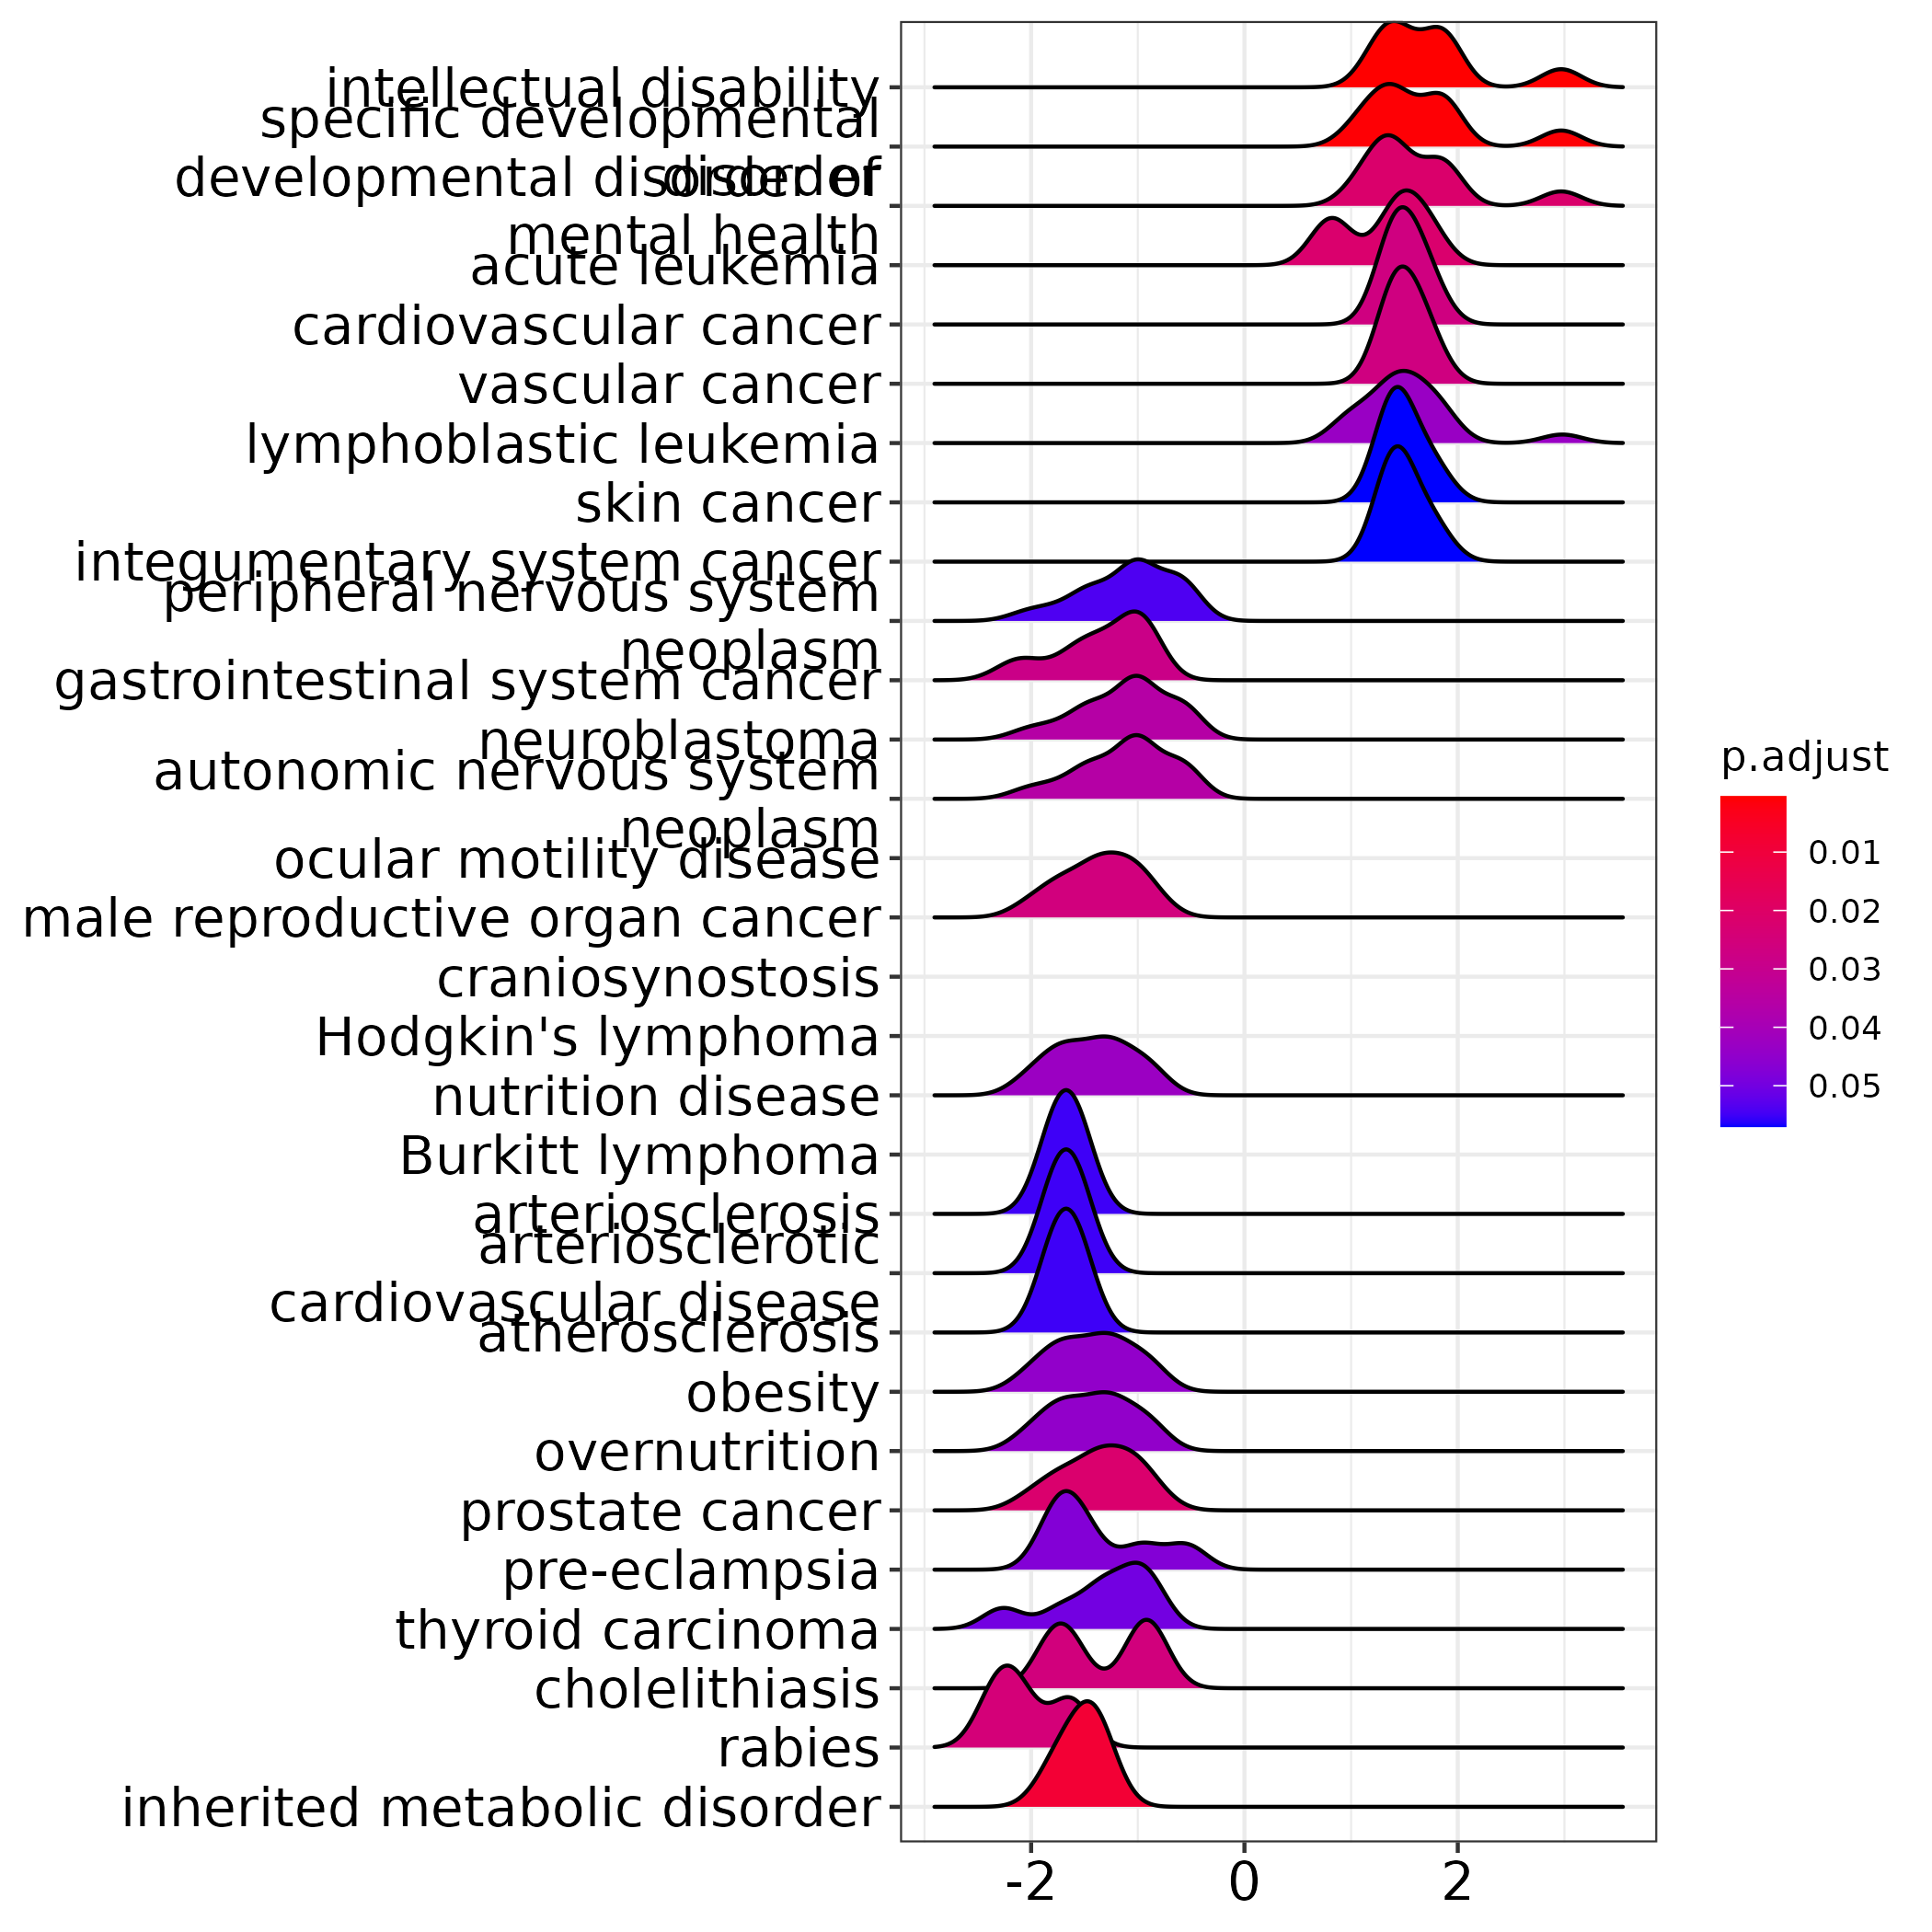 intellectual disability
specific developmental
disorder
developmental disorder of
mental health
acute leukemia
cardiovascular cancer
vascular cancer
lymphoblastic leukemia
skin cancer
integumentary system cancer
peripheral nervous system
neoplasm
gastrointestinal system cancer
neuroblastoma
autonomic nervous system
neoplasm
ocular motility disease
male reproductive organ cancer
craniosynostosis
Hodgkin's lymphoma
nutrition disease
Burkitt lymphoma
arteriosclerosis
arteriosclerotic
cardiovascular disease
atherosclerosis
obesity
overnutrition
prostate cancer
pre-eclampsia
thyroid carcinoma
cholelithiasis
rabies
inherited metabolic disorder
-2 0 2
p.adjust
0.01
0.02
0.03
0.04
0.05